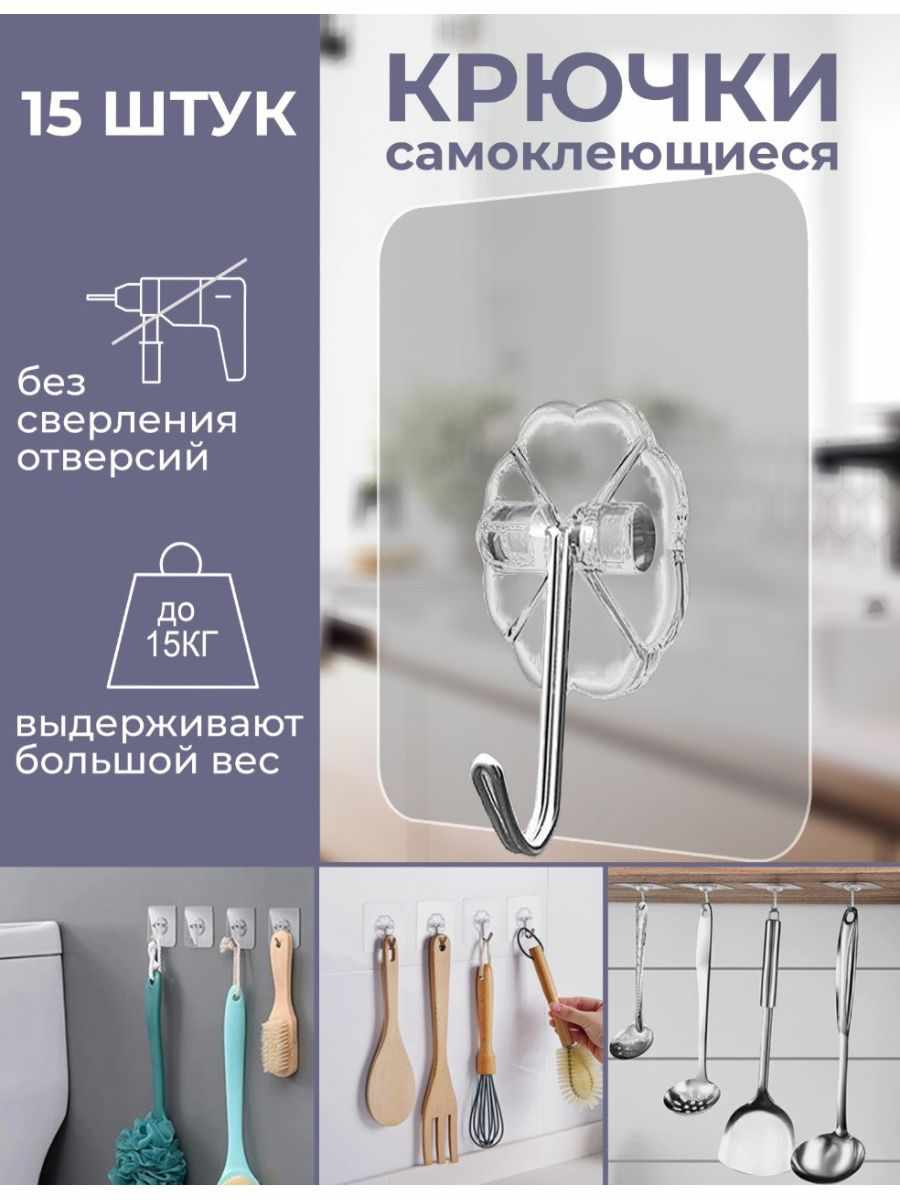 15 ШТУК
КРЮЧКИ
самоклеющиеся
без
сверления
отверсий
до
15КГ
выдерживают
большой вес